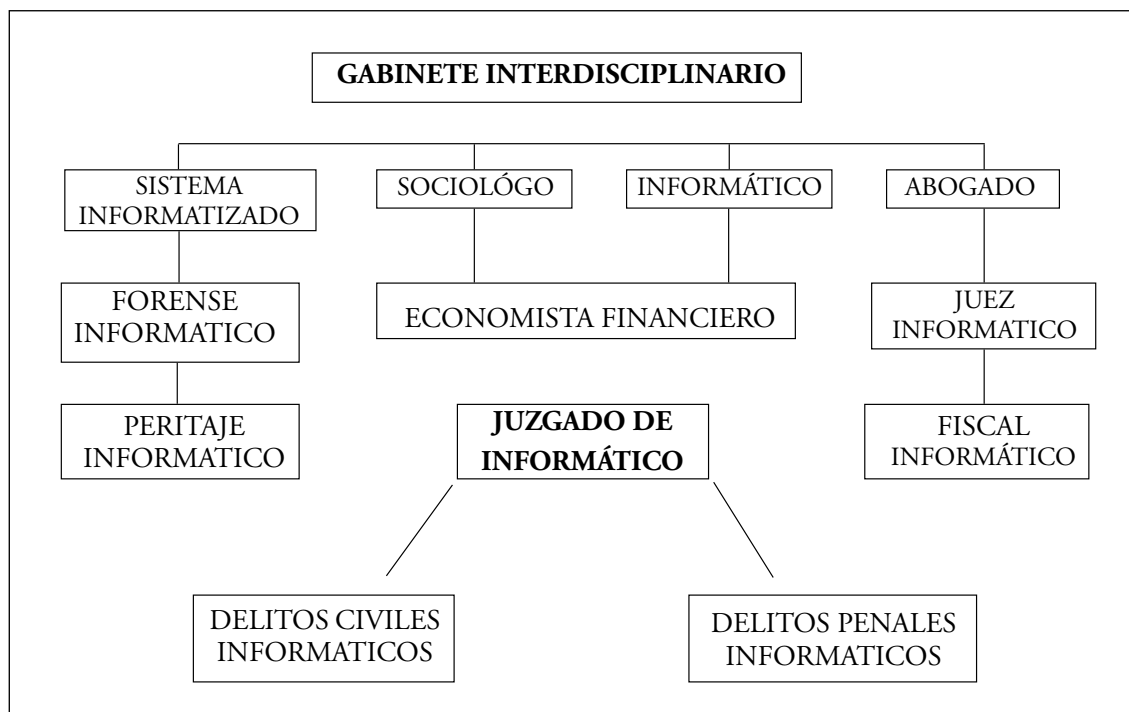 GABINETE INTERDISCIPLINARIO
SISTEMA
INFORMATIZADO
SOCIOLÓGO
INFORMÁTICO
ABOGADO
FORENSE
INFORMATICO
ECONOMISTA FINANCIERO
JUEZ
INFORMATICO
PERITAJE
INFORMATICO
JUZGADO DE
INFORMÁTICO
FISCAL
INFORMÁTICO
DELITOS CIVILES
INFORMATICOS
DELITOS PENALES
INFORMATICOS